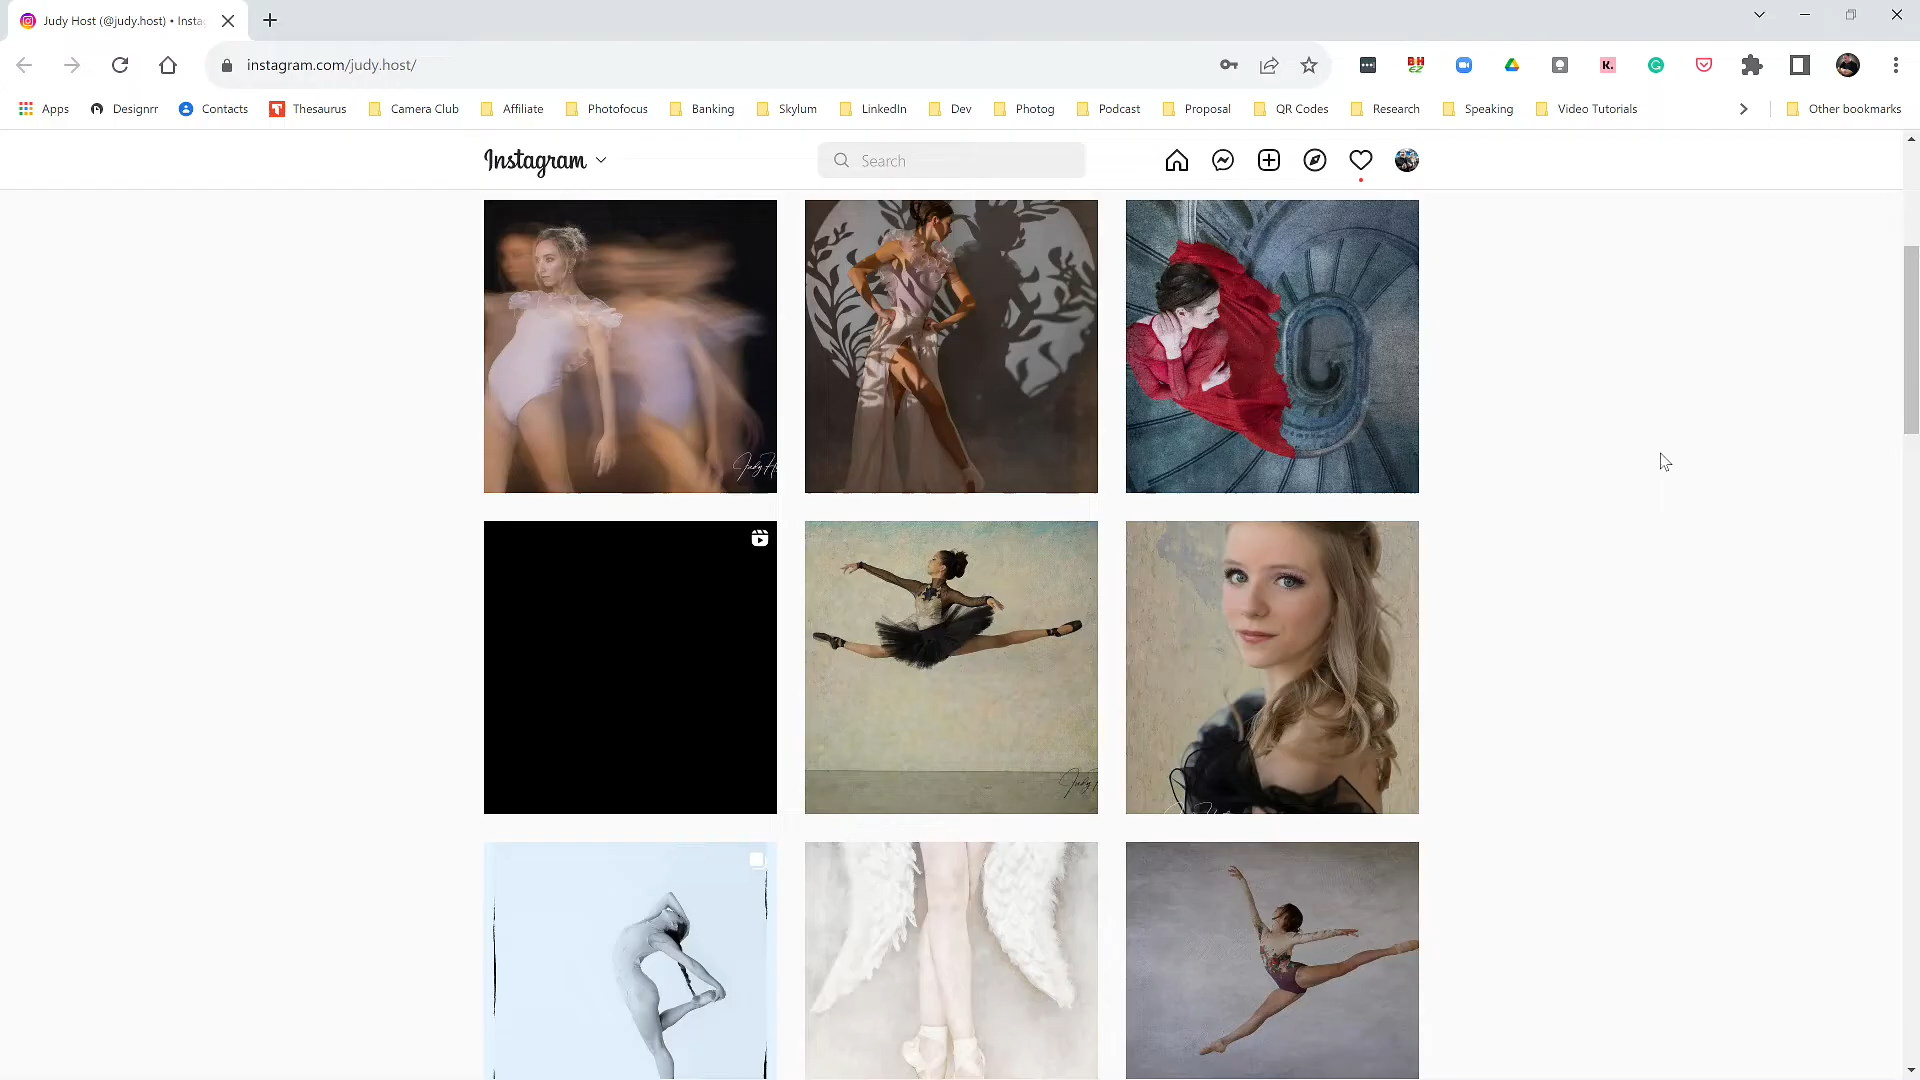 Judy Host (@judy.host) • Insta
instagram.com/judy.host/
Apps
Designrr
Contacts
Thesaurus
Camera Club
Affiliate
Photofocus
Banking
Skylum
LinkedIn
Dev
Photog
Podcast
Proposal
QR Codes
Research
Speaking
Video Tutorials
Other bookmarks
Instagram
Search
Judy H